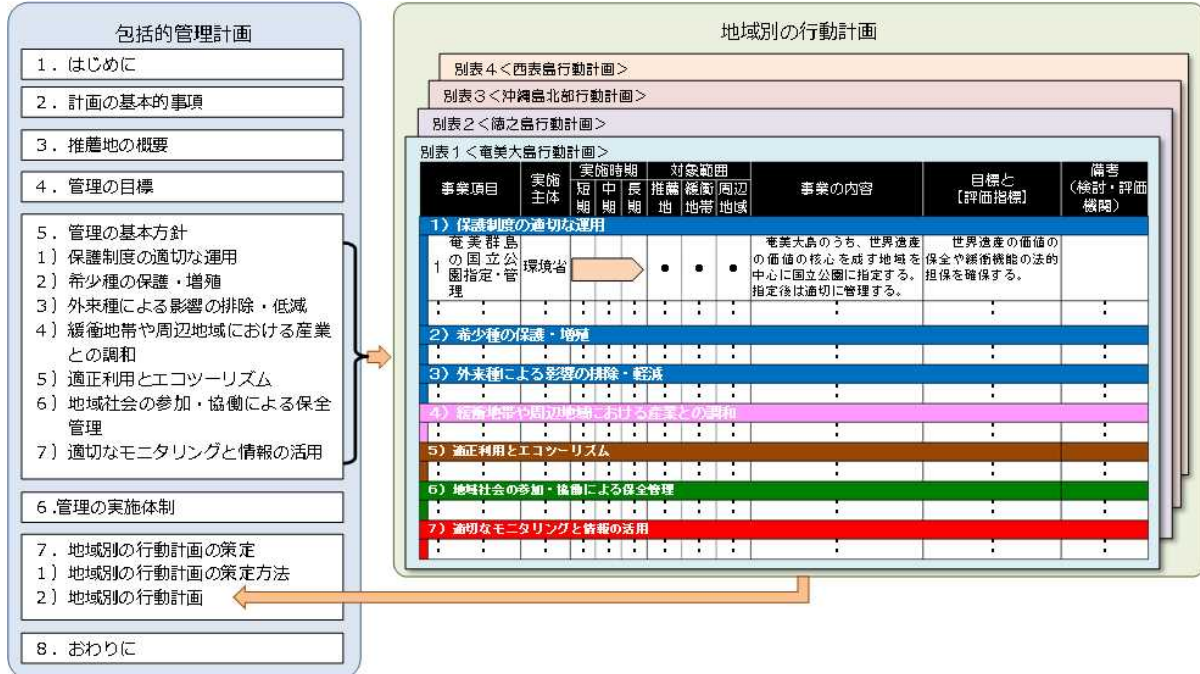 包括的管理計画
1．はじめに
2．計画の基本的事項
3．推薦地の概要
4．管理の目標
5．管理の基本方針
1）保護制度の適切な運用
2）希少種の保護・増殖
3）外来種による影響の排除・低減
4）緩衝地帯や周辺地域における産業
との調和
5）適正利用とエコツーリズム
6）地域社会の参加・協働による保全
管理
7）適切なモニタリングと情報の活用
6.管理の実施体制
7．地域別の行動計画の策定
1）地域別の行動計画の策定方法
2）地域別の行動計画
8．おわりに
地域別の行動計画
別表4＜西表島行動計画＞
別表3＜沖縄島北部行動計画＞
別表2＜徳之島行動計画＞
別表1＜奄美大島行動計画＞
事業項目
実施
主体
実施時期
短期
中期
長期
対象範囲
推薦地
緩衝地帯
周辺地域
事業の内容
目標と
【評価指標】
備考
（検討・評価
機関）
1）保護制度の適切な運用
1
奄美群島
の国立公
園指定・管
理
環境省
● ● ●
奄美大島のうち、世界遺産
の価値の核心を成す地域を
中心に国立公園に指定する。
指定後は適切に管理する。
世界遺産の価値の
保全や緩衝機能の法的
担保を確保する。
2）希少種の保護・増殖
3）外来種による影響の排除・軽減
4）緩衝地帯や周辺地域における産業との調和
5）適正利用とエコツーリズム
6）地域社会の参加・協働による保全管理
7）適切なモニタリングと情報の活用